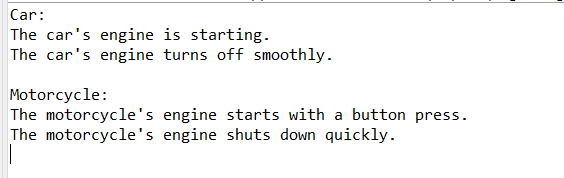 Car:
The car's engine is starting.
The car's engine turns off smoothly.

Motorcycle:
The motorcycle's engine starts with a button press.
The motorcycle's engine shuts down quickly.